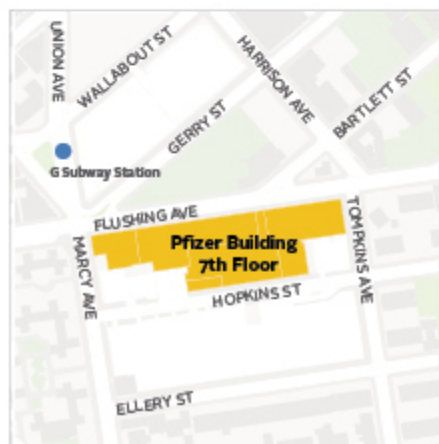 UNION AVE
WALLABOUT ST
HARRISON AVE
GERRY ST
BARTLETT ST
G Subway Station
FLUSHING AVE
TOMPKINS AVE
Pfizer Building
7th Floor
MARCY AVE
HOPKINS ST
ELLERY ST